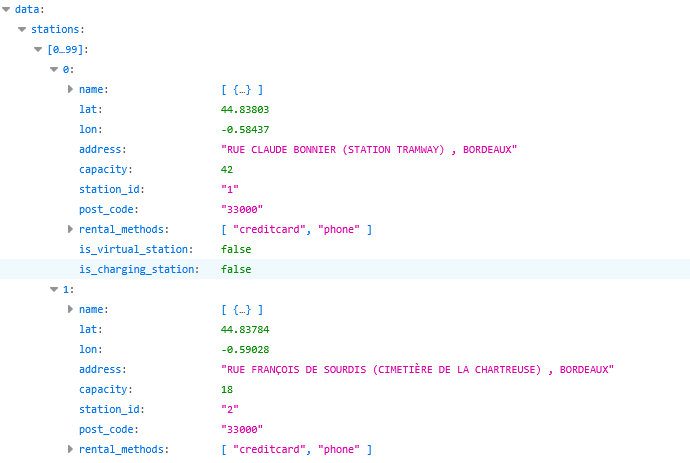 data:
stations:
[0…99]:
0:
name: [ {…} ]
lat: 44.83803
lon: -0.58437
address: "RUE CLAUDE BONNIER (STATION TRAMWAY) , BORDEAUX"
capacity: 42
station_id: "1"
post_code: "33000"
rental_methods: [ "creditcard", "phone" ]
is_virtual_station: false
is_charging_station: false
1:
name: [ {…} ]
lat: 44.83784
lon: -0.59028
address: "RUE FRANÇOIS DE SOURDIS (CIMETIÈRE DE LA CHARTREUSE) , BORDEAUX"
capacity: 18
station_id: "2"
post_code: "33000"
rental_methods: [ "creditcard", "phone" ]